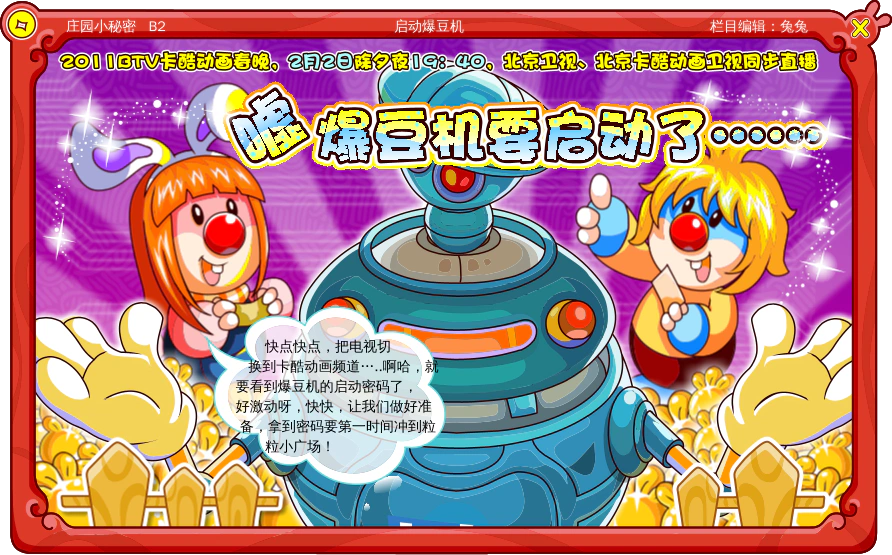 庄园小秘密 B2
启动爆豆机
栏目编辑：兔兔
2011BTV卡酷动画春晚，2月2日除夕夜19:-40，北京卫视、北京卡酷动画卫视同步直播
嘘 爆豆机要启动了······
快点快点，把电视切
换到卡酷动画频道…..啊哈，就
要看到爆豆机的启动密码了，
好激动呀，快快，让我们做好准
备，拿到密码要第一时间冲到粒
粒小广场！